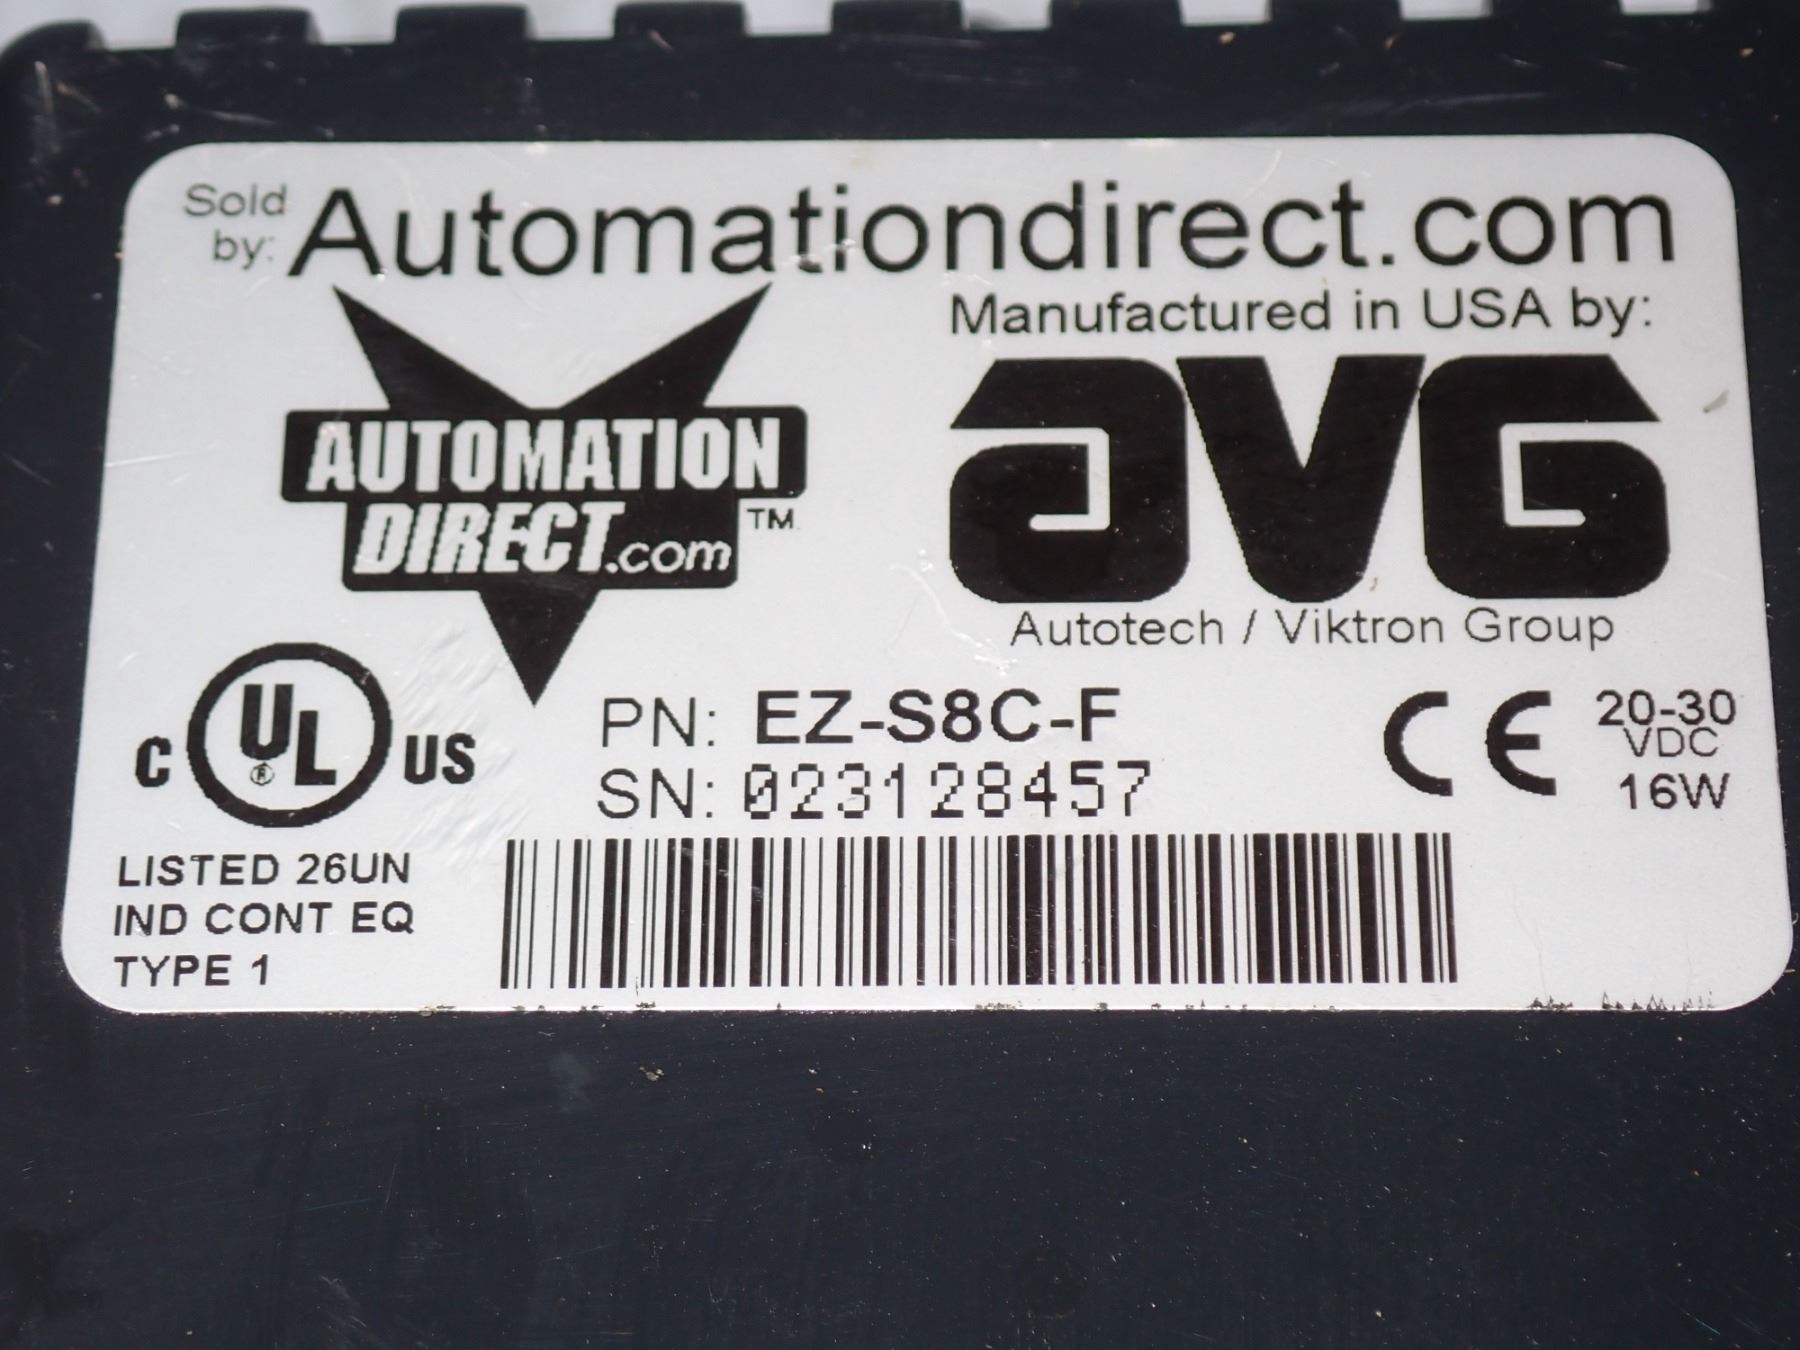 Sold by: Automationdirect.com
AUTOMATION
DIRECT.com™
Manufactured in USA by:
AVG
Autotech / Viktron Group
C UL® US
PN: EZ-S8C-F
SN: 023128457
CE
20-30
VDC
16W
LISTED 26UN
IND CONT EQ
TYPE 1